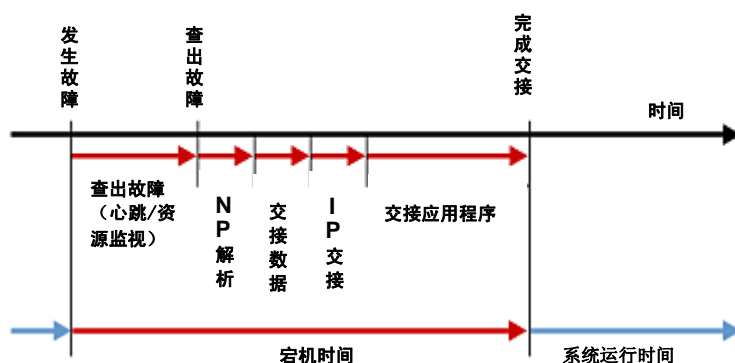 发生故障
查出故障
完成交接
时间
查出故障
（心跳/资
源监视）
NP解析
交接数据
IP交接
交接应用程序
宕机时间
系统运行时间